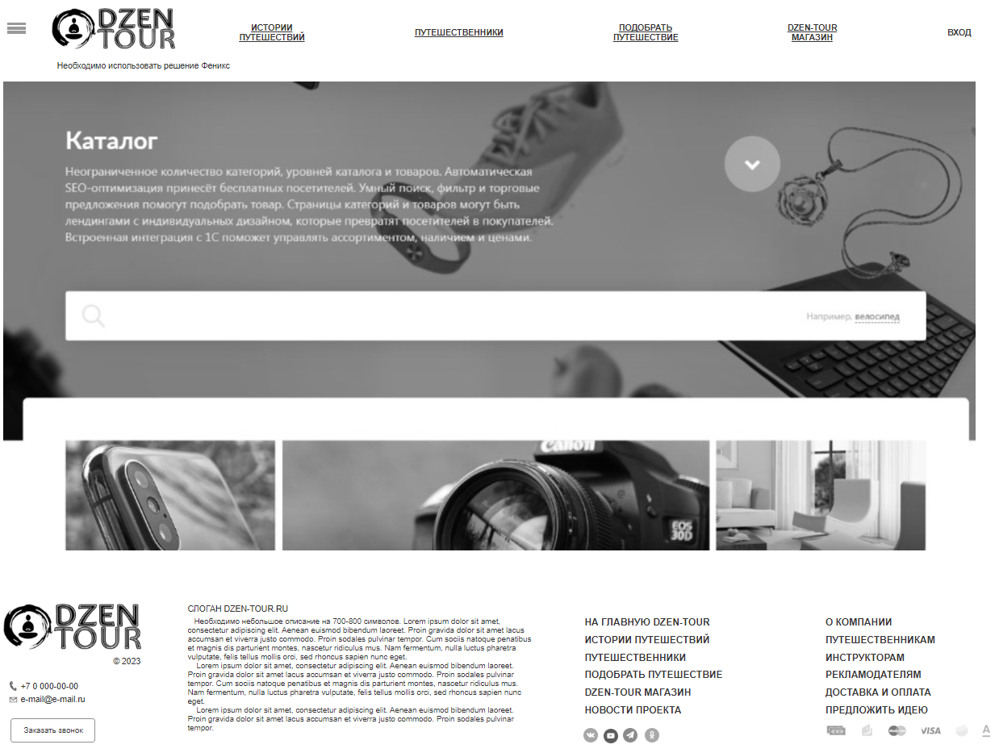 DZEN
TOUR
ИСТОРИИ
ПУТЕШЕСТВИЙ
ПУТЕШЕСТВЕННИКИ
ПОДОБРАТЬ
ПУТЕШЕСТВИЕ
DZEN-TOUR
МАГАЗИН
ВХОД
Необходимо использовать решение Феникс
Каталог
Неограниченное количество категорий, уровней каталога и товаров. Автоматическая
SEO-оптимизация принесёт бесплатных посетителей. Умный поиск, фильтр и торговые
предложения помогут подобрать товар. Страницы категорий и товаров могут быть
лендингами с индивидуальных дизайном, которые превратят посетителей в покупателей.
Встроенная интеграция с 1С поможет управлять ассортиментом, наличием и ценами.
Например, велосипед
Canon
EOS
30D
DZEN
TOUR
© 2023
+7 0 000-00-00
e-mail@e-mail.ru
Заказать звонок
СЛОГАН DZEN-TOUR.RU
Необходимо небольшое описание на 700-800 символов. Lorem ipsum dolor sit amet,
consectetur adipiscing elit. Aenean euismod bibendum laoreet. Proin gravida dolor sit amet lacus
accumsan et viverra justo commodo. Proin sodales pulvinar tempor. Cum sociis natoque penatibus
et magnis dis parturient montes, nascetur ridiculus mus. Nam fermentum, nulla luctus pharetra
vulputate, felis tellus mollis orci, sed rhoncus sapien nunc eget.
Lorem ipsum dolor sit amet, consectetur adipiscing elit. Aenean euismod bibendum laoreet.
Proin gravida dolor sit amet lacus accumsan et viverra justo commodo. Proin sodales pulvinar
tempor. Cum sociis natoque penatibus et magnis dis parturient montes, nascetur ridiculus mus.
Nam fermentum, nulla luctus pharetra vulputate, felis tellus mollis orci, sed rhoncus sapien nunc
eget.
Lorem ipsum dolor sit amet, consectetur adipiscing elit. Aenean euismod bibendum laoreet.
Proin gravida dolor sit amet lacus accumsan et viverra justo commodo. Proin sodales pulvinar
tempor.
НА ГЛАВНУЮ DZEN-TOUR
ИСТОРИИ ПУТЕШЕСТВИЙ
ПУТЕШЕСТВЕННИКИ
ПОДОБРАТЬ ПУТЕШЕСТВИЕ
DZEN-TOUR МАГАЗИН
НОВОСТИ ПРОЕКТА
О КОМПАНИИ
ПУТЕШЕСТВЕННИКАМ
ИНСТРУКТОРАМ
РЕКЛАМОДАТЕЛЯМ
ДОСТАВКА И ОПЛАТА
ПРЕДЛОЖИТЬ ИДЕЮ
VISA
А